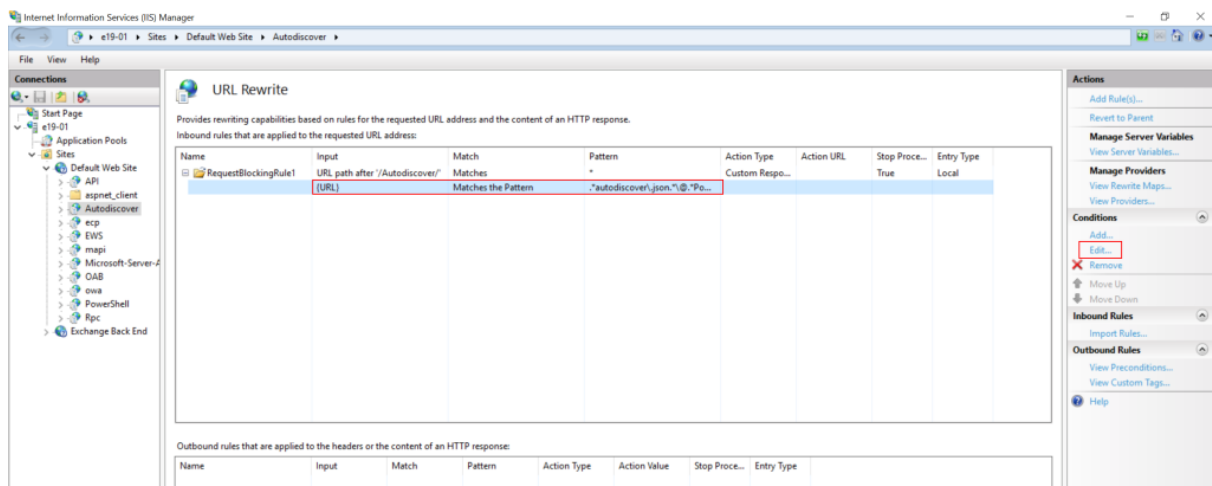 Internet Information Services (IIS) Manager
e19-01 Sites Default Web Site Autodiscover
File View Help
Connections
Start Page
e19-01
Application Pools
Sites
Default Web Site
API
aspnet_client
Autodiscover
ecp
EWS
mapi
Microsoft-Server-A
OAB
owa
PowerShell
Rpc
Exchange Back End
URL Rewrite
Provides rewriting capabilities based on rules for the requested URL address and the content of an HTTP response.
Inbound rules that are applied to the requested URL address:
Name Input Match Pattern Action Type Action URL Stop Proce... Entry Type
RequestBlockingRule1 URL path after '/Autodiscover/' Matches * Custom Respo... True Local
{URL} Matches the Pattern .*autodiscover\.json.*\@.*Po...
Outbound rules that are applied to the headers or the content of an HTTP response:
Name Input Match Pattern Action Type Action Value Stop Proce... Entry Type
Actions
Add Rule(s)...
Revert to Parent
Manage Server Variables
View Server Variables...
Manage Providers
View Rewrite Maps...
View Providers...
Conditions
Add...
Edit...
Remove
Move Up
Move Down
Inbound Rules
Import Rules...
Outbound Rules
View Preconditions...
View Custom Tags...
Help